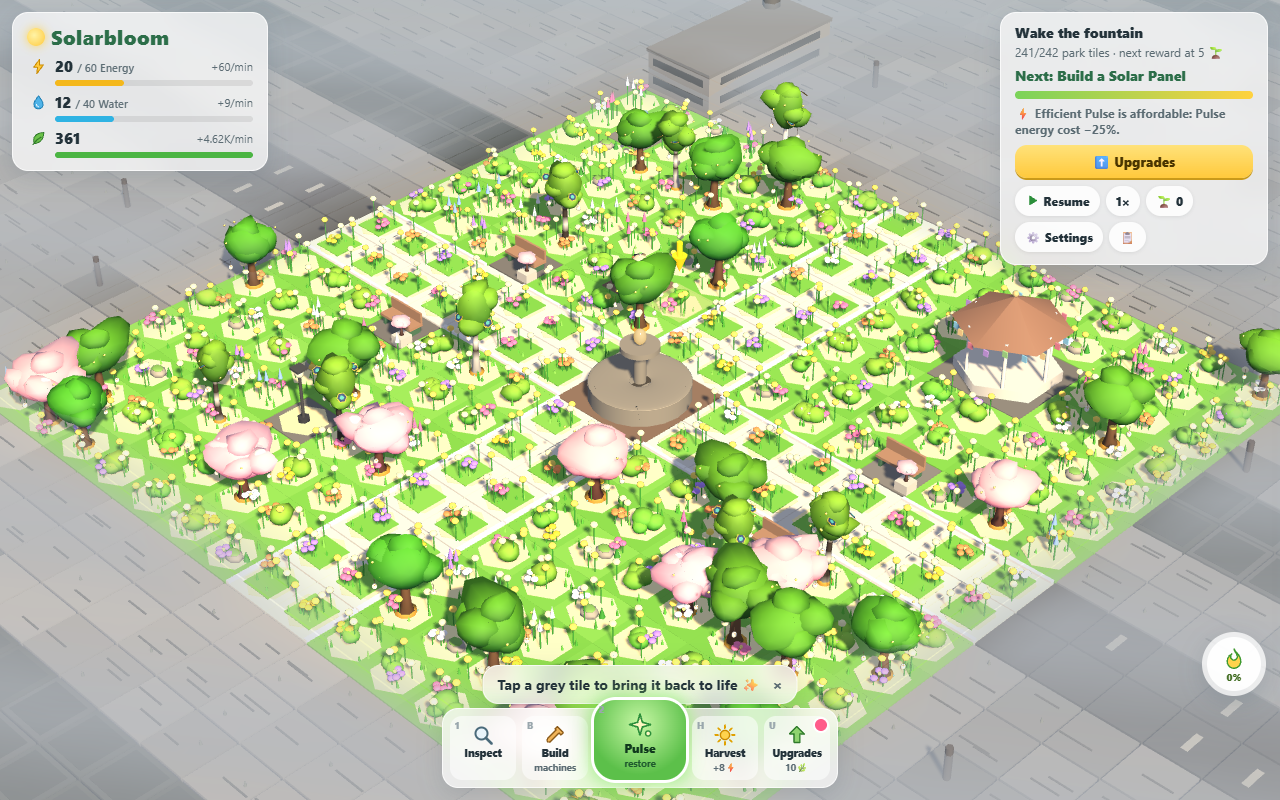 Solarbloom
20 / 60 Energy +60/min
12 / 40 Water +9/min
361 +4.62K/min
Wake the fountain
241/242 park tiles · next reward at 5
Next: Build a Solar Panel
Efficient Pulse is affordable: Pulse
energy cost −25%.
Upgrades
Resume 1× 0
Settings
0%
Tap a grey tile to bring it back to life ×
1 Inspect
B Build
machines
Pulse
restore
H Harvest
+8
U Upgrades
10